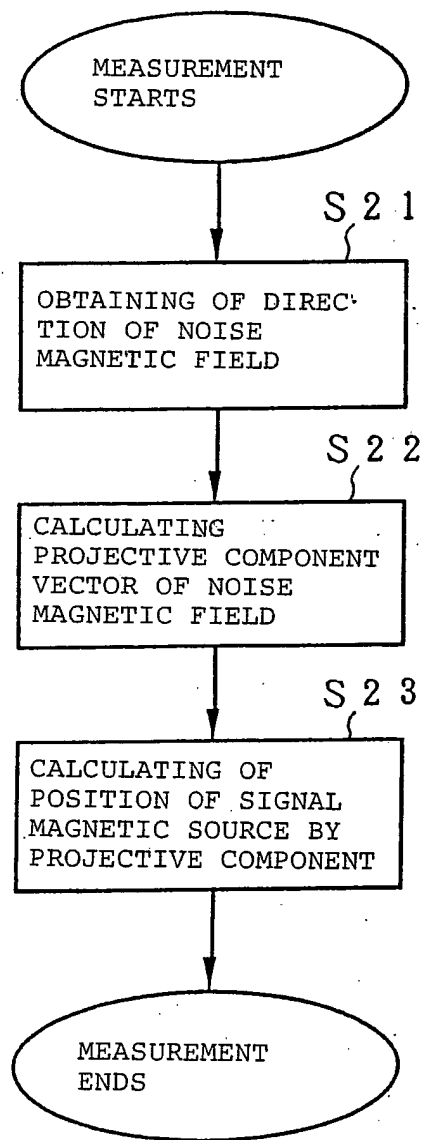 MEASUREMENT
STARTS
S21
OBTAINING OF DIREC-
TION OF NOISE
MAGNETIC FIELD
S22
CALCULATING
PROJECTIVE COMPONENT
VECTOR OF NOISE
MAGNETIC FIELD
S23
CALCULATING OF
POSITION OF SIGNAL
MAGNETIC SOURCE BY
PROJECTIVE COMPONENT
MEASUREMENT
ENDS